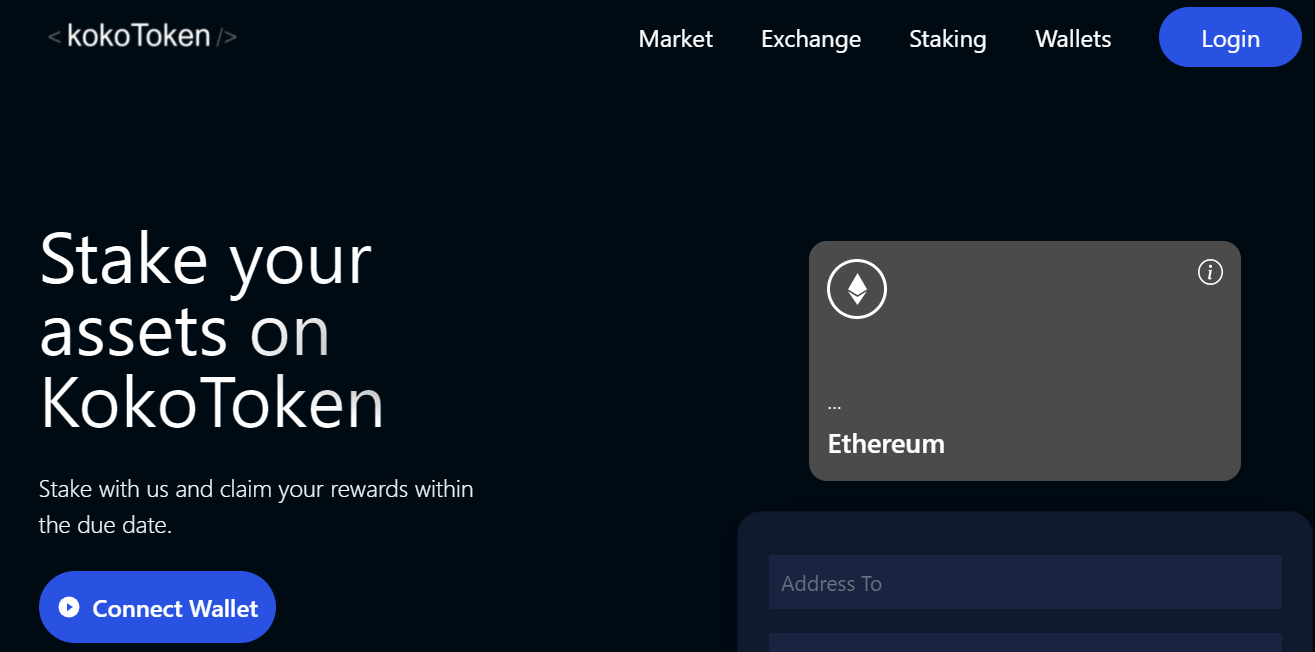 <kokoToken/>
Market
Exchange
Staking
Wallets
Login
Stake your
assets on
KokoToken
Stake with us and claim your rewards within
the due date.
Connect Wallet
...
Ethereum
Address To